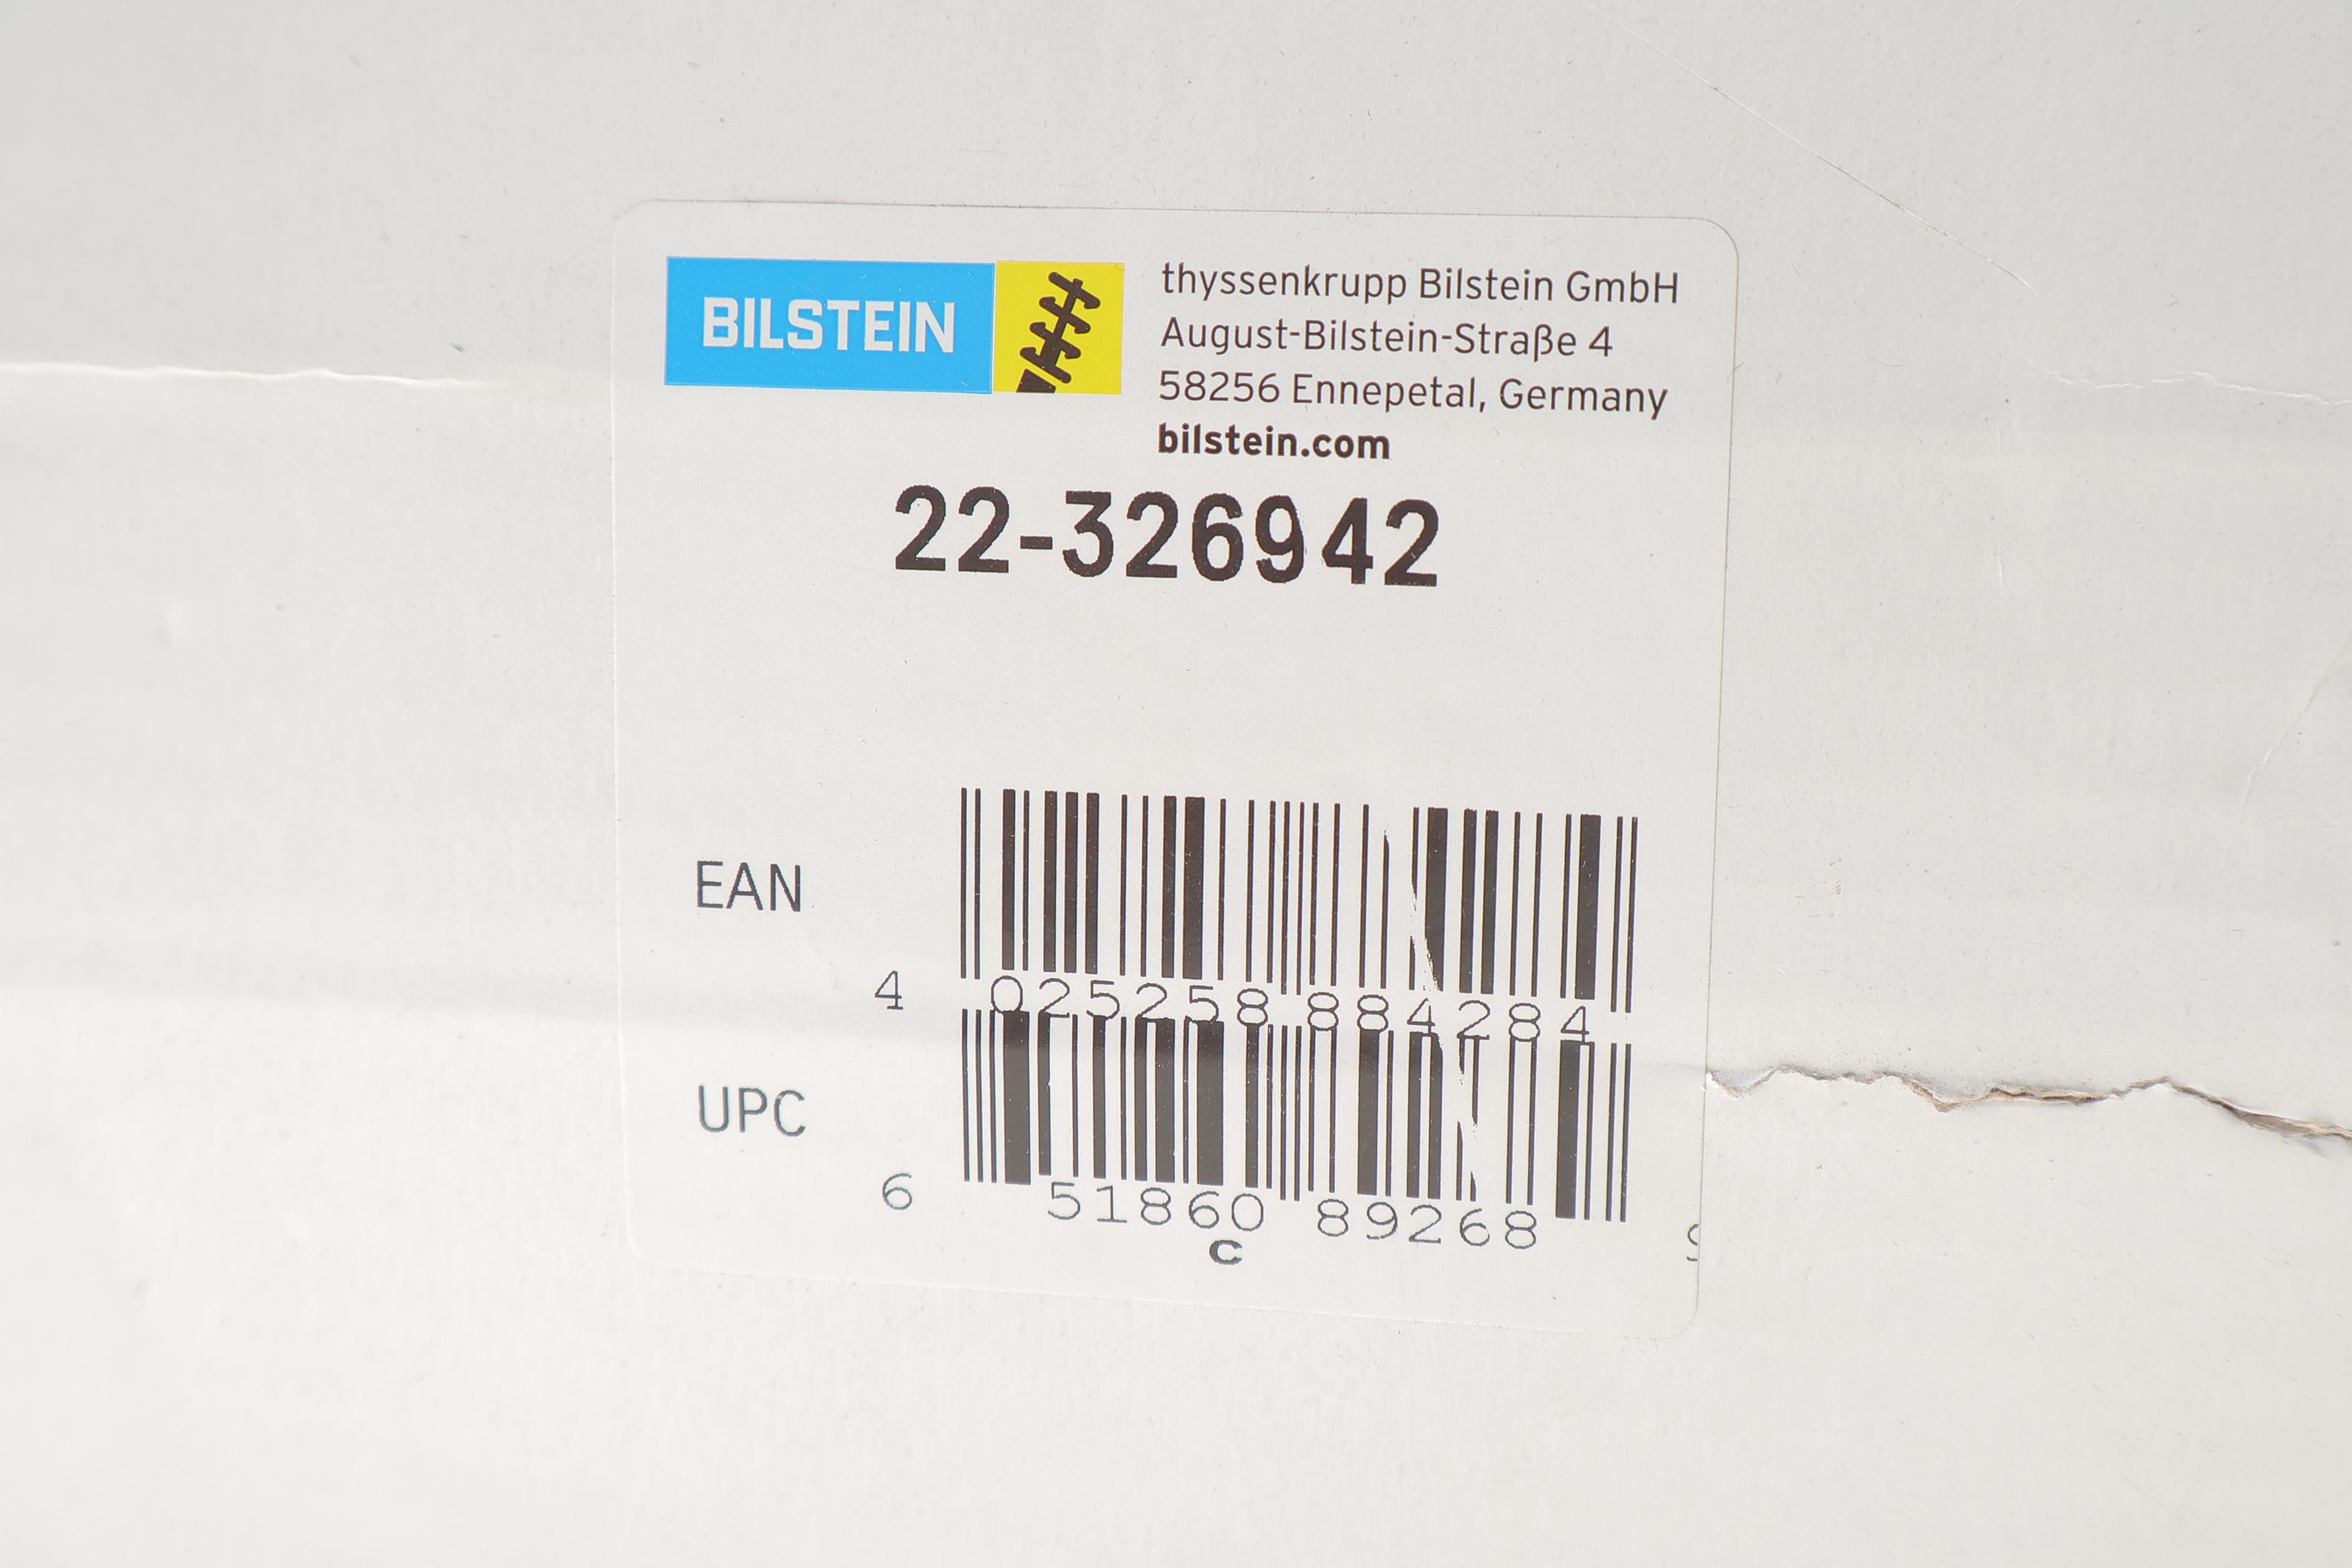 BILSTEIN
thyssenkrupp Bilstein GmbH
August-Bilstein-Straße 4
58256 Ennepetal, Germany
bilstein.com
22-326942
EAN
4 025258 884284
UPC
6 51860 89268
C